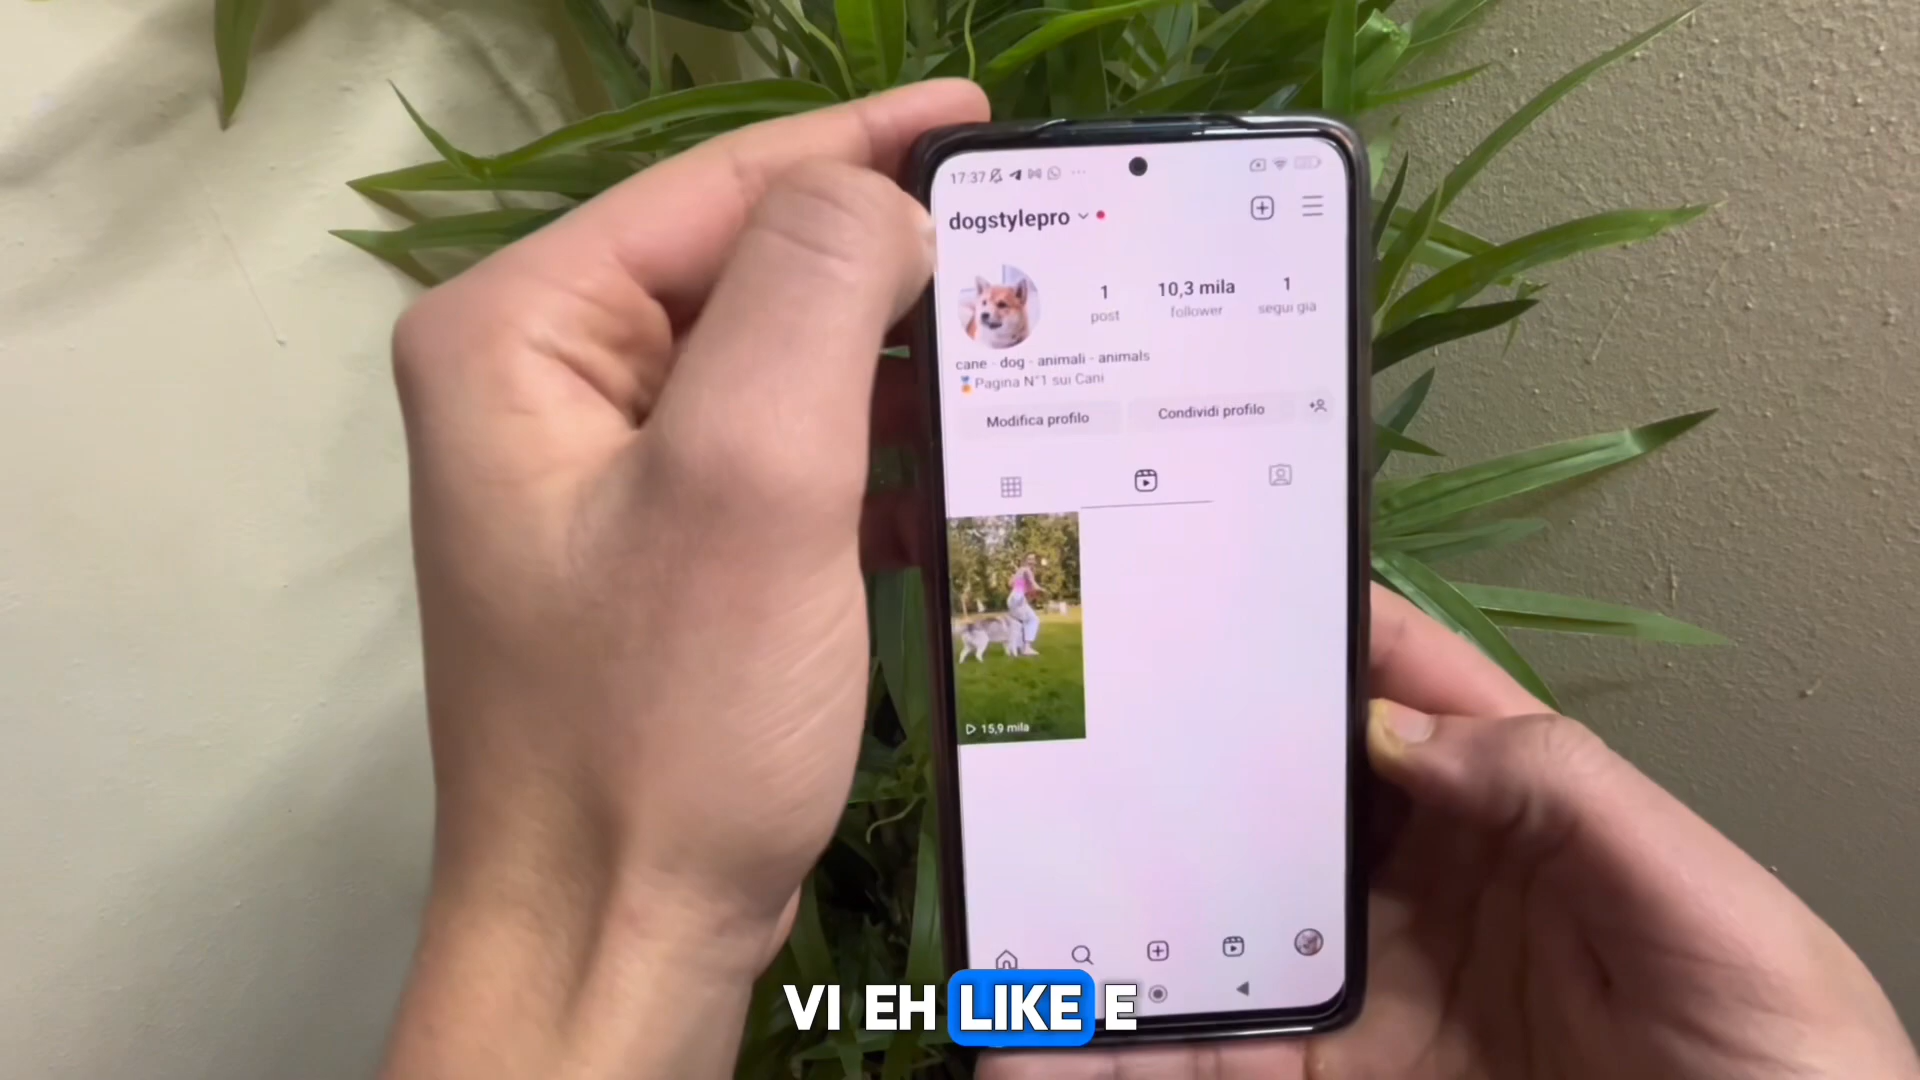 17:37
dogstylepro
1
post
10,3 mila
follower
1
segui già
cane - dog - animali - animals
🏅Pagina N°1 sui Cani
Modifica profilo
Condividi profilo
15,9 mila
VI EH LIKE E